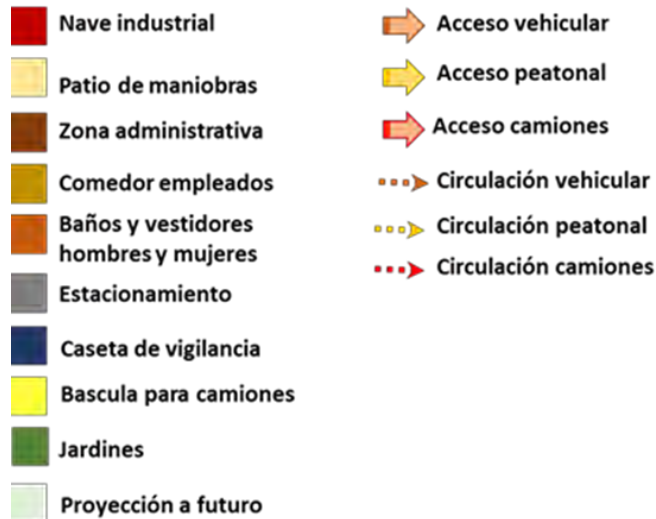 Nave industrial
Patio de maniobras
Zona administrativa
Comedor empleados
Baños y vestidores
hombres y mujeres
Estacionamiento
Caseta de vigilancia
Bascula para camiones
Jardines
Proyección a futuro
Acceso vehicular
Acceso peatonal
Acceso camiones
Circulación vehicular
Circulación peatonal
Circulación camiones